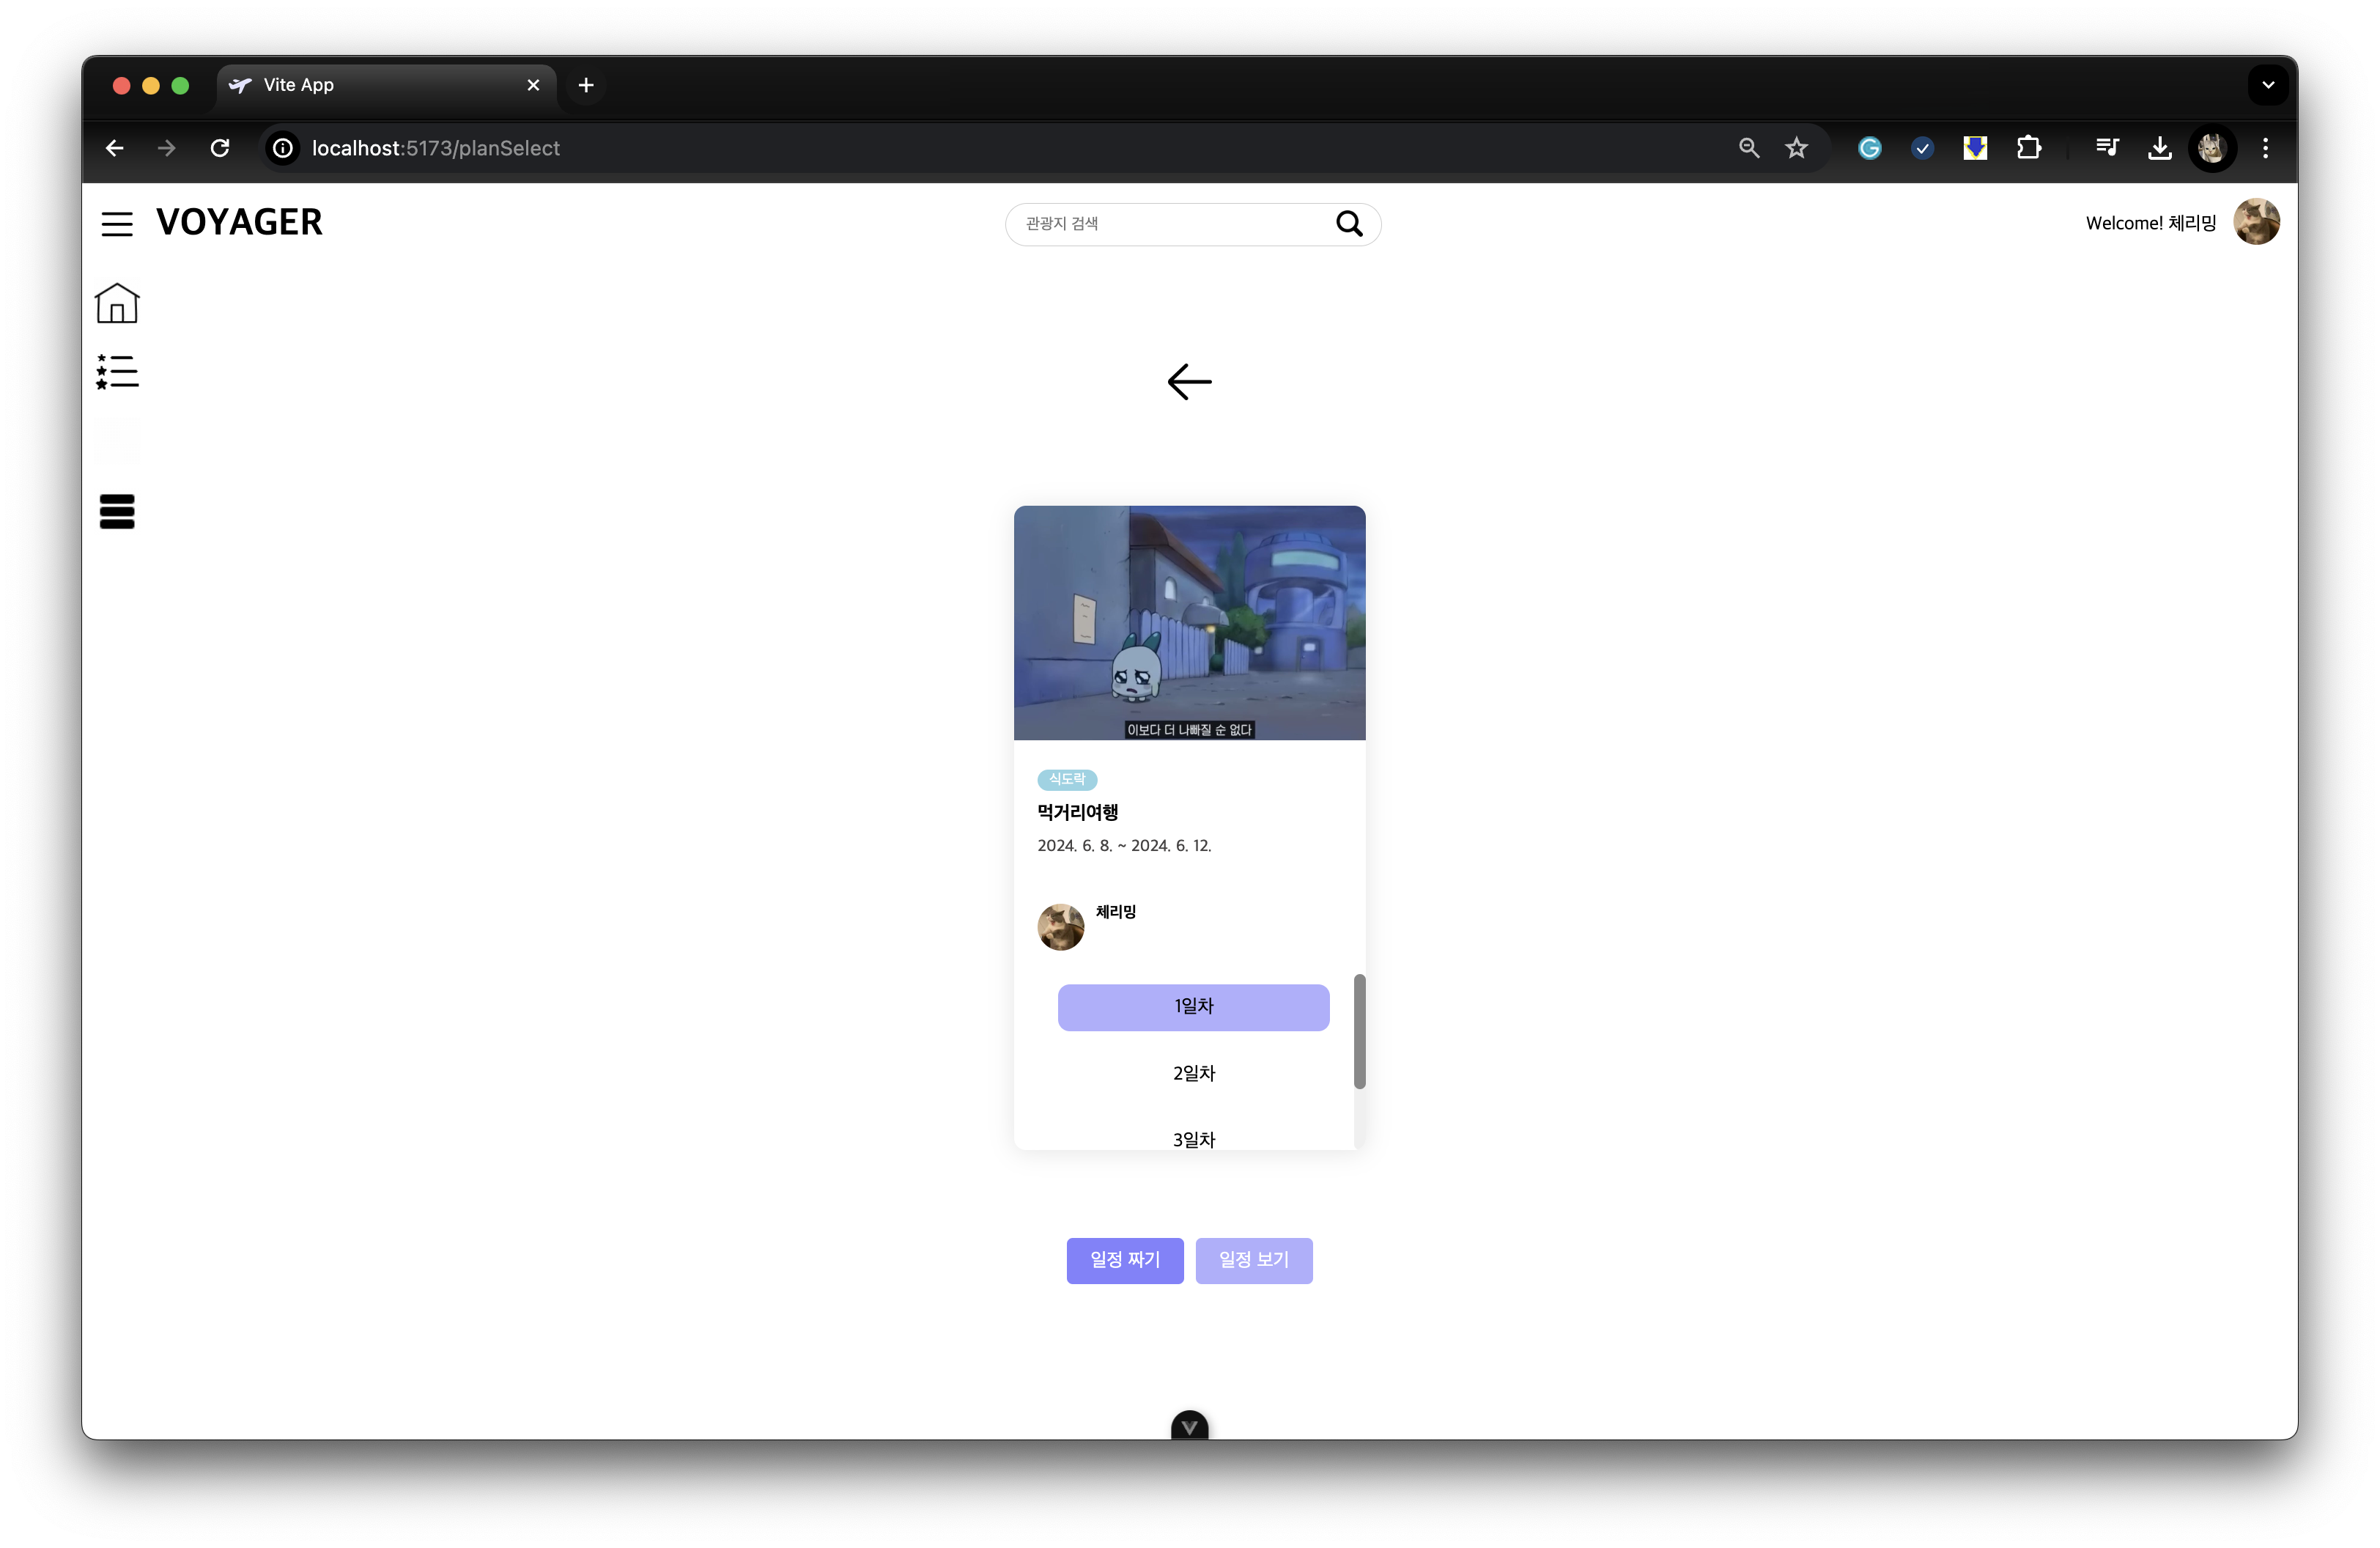 Vite App
localhost:5173/planSelect
VOYAGER
관광지 검색
Welcome! 체리밍
이보다 더 나빠질 순 없다
식도락
먹거리여행
2024. 6. 8. ~ 2024. 6. 12.
체리밍
1일차
2일차
3일차
일정 짜기
일정 보기